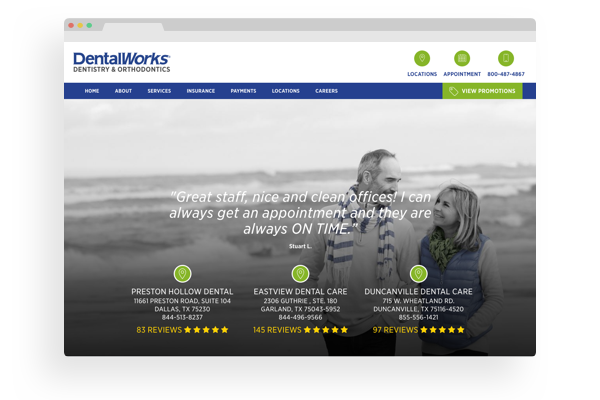 DentalWorks
DENTISTRY & ORTHODONTICS
LOCATIONS APPOINTMENT 800-487-4867
HOME ABOUT SERVICES INSURANCE PAYMENTS LOCATIONS CAREERS VIEW PROMOTIONS
"Great staff, nice and clean offices! I can
always get an appointment and they are
always ON TIME."
Stuart L.
PRESTON HOLLOW DENTAL
11661 PRESTON ROAD, SUITE 104
DALLAS, TX 75230
844-513-8237
83 REVIEWS ★★★★★
EASTVIEW DENTAL CARE
2306 GUTHRIE , STE. 180
GARLAND, TX 75043-5952
844-496-9566
145 REVIEWS ★★★★★
DUNCANVILLE DENTAL CARE
715 W. WHEATLAND RD.
DUNCANVILLE, TX 75116-4520
855-556-1421
97 REVIEWS ★★★★★